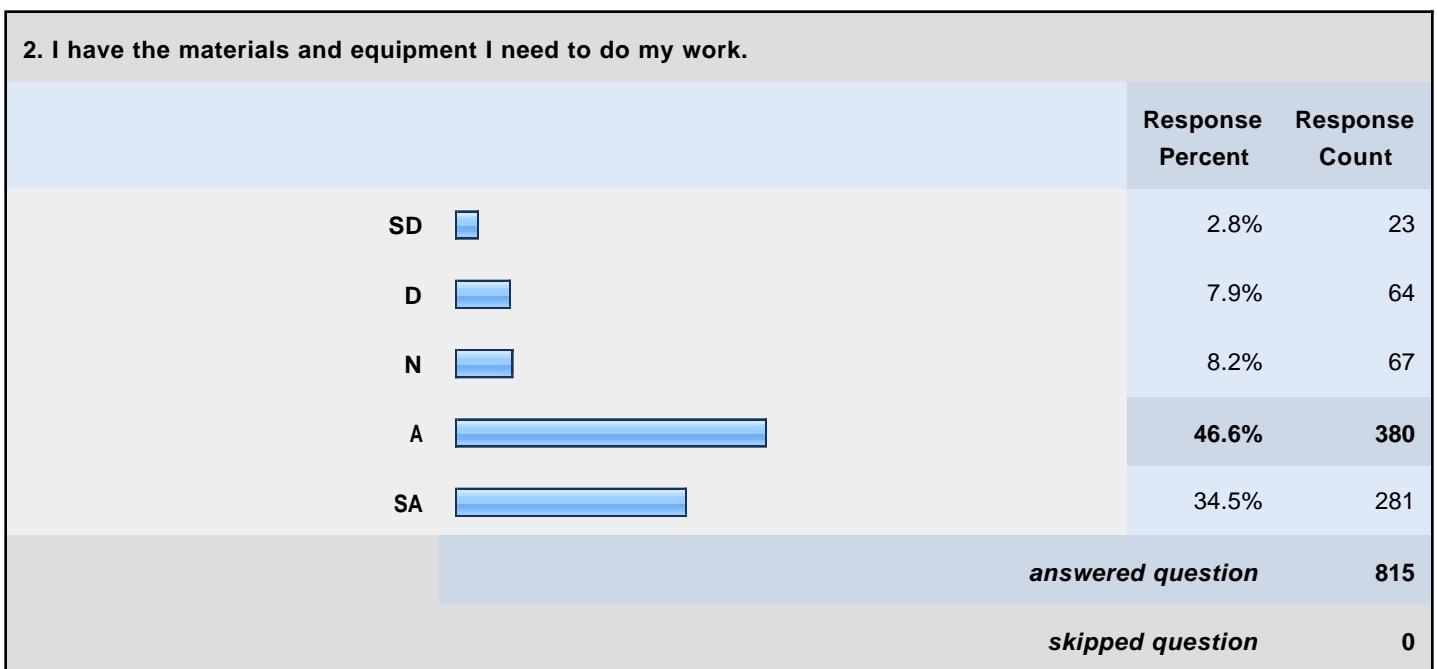 2. I have the materials and equipment I need to do my work.
Response Percent Response Count
SD 2.8% 23
D 7.9% 64
N 8.2% 67
A 46.6% 380
SA 34.5% 281
answered question 815
skipped question 0